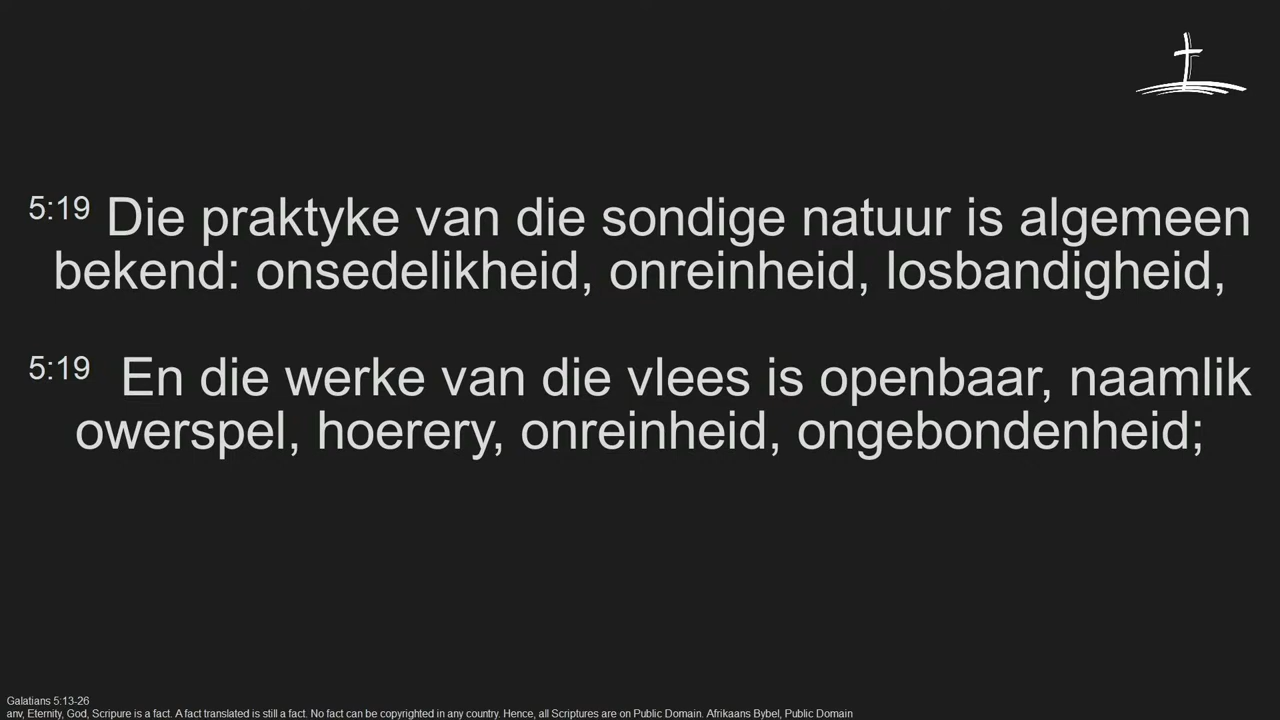 5:19 Die praktyke van die sondige natuur is algemeen
bekend: onsedelikheid, onreinheid, losbandigheid,
5:19 En die werke van die vlees is openbaar, naamlik
owerspel, hoerery, onreinheid, ongebondenheid;
Galatians 5:13-26
anv, Eternity, God, Scripure is a fact. A fact translated is still a fact. No fact can be copyrighted in any country. Hence, all Scriptures are on Public Domain. Afrikaans Bybel, Public Domain